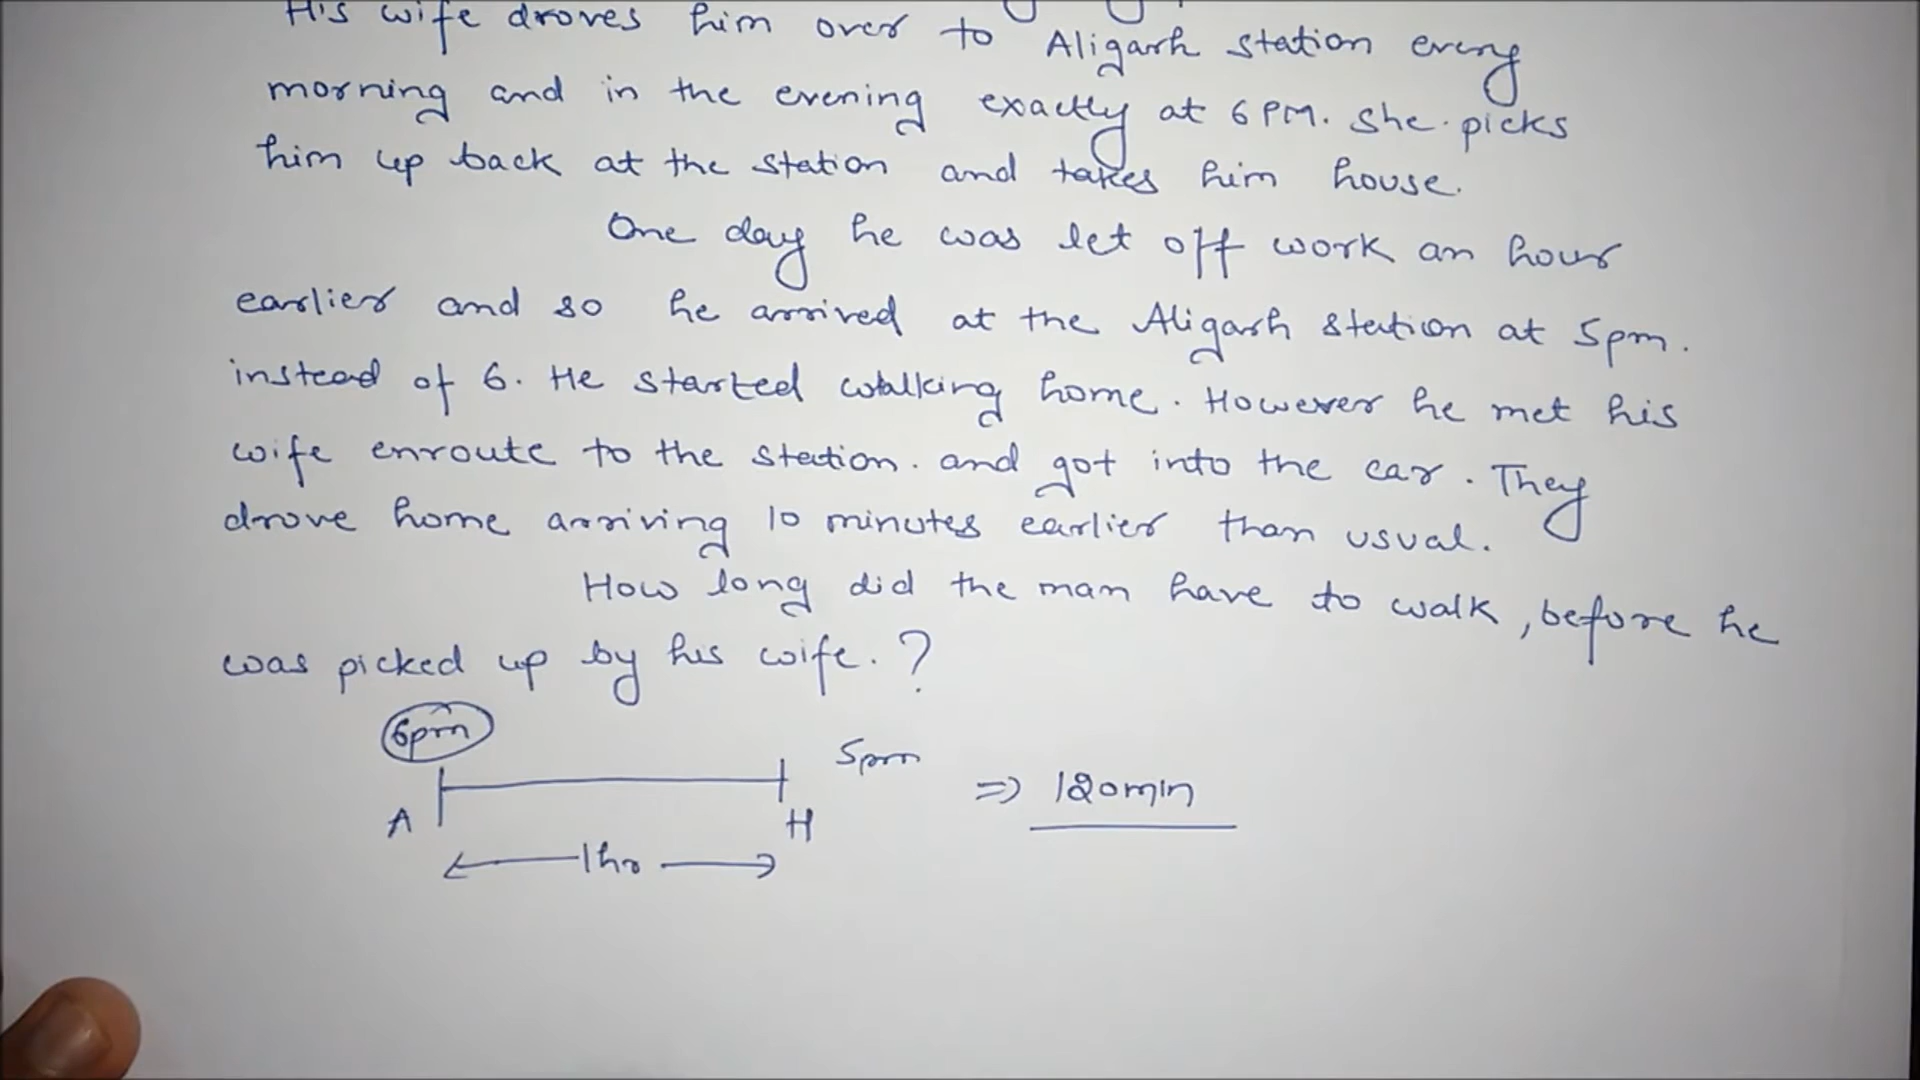 His wife droves him over to Aligarh station every
morning and in the evening exactly at 6 PM. She picks
him up back at the station and takes him house.
One day he was let off work an hour
earlier and so he arrived at the Aligarh station at 5pm.
instead of 6. He started walking home. However he met his
wife enroute to the station. and got into the car. They
drove home arriving 10 minutes earlier than usual.
How long did the man have to walk, before he
was picked up by his wife.?
6pm
5pm
⇒ 120min
A H
1hr